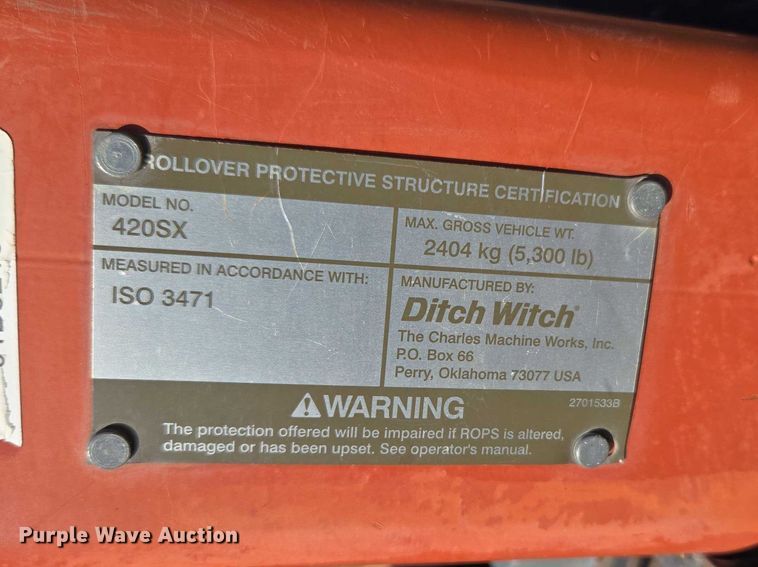 ROLLOVER PROTECTIVE STRUCTURE CERTIFICATION
MODEL NO.
420SX
MAX. GROSS VEHICLE WT.
2404 kg (5,300 lb)
MEASURED IN ACCORDANCE WITH:
ISO 3471
MANUFACTURED BY:
Ditch Witch®
The Charles Machine Works, Inc.
P.O. Box 66
Perry, Oklahoma 73077 USA
⚠WARNING
2701533B
The protection offered will be impaired if ROPS is altered,
damaged or has been upset. See operator's manual.
Purple Wave Auction